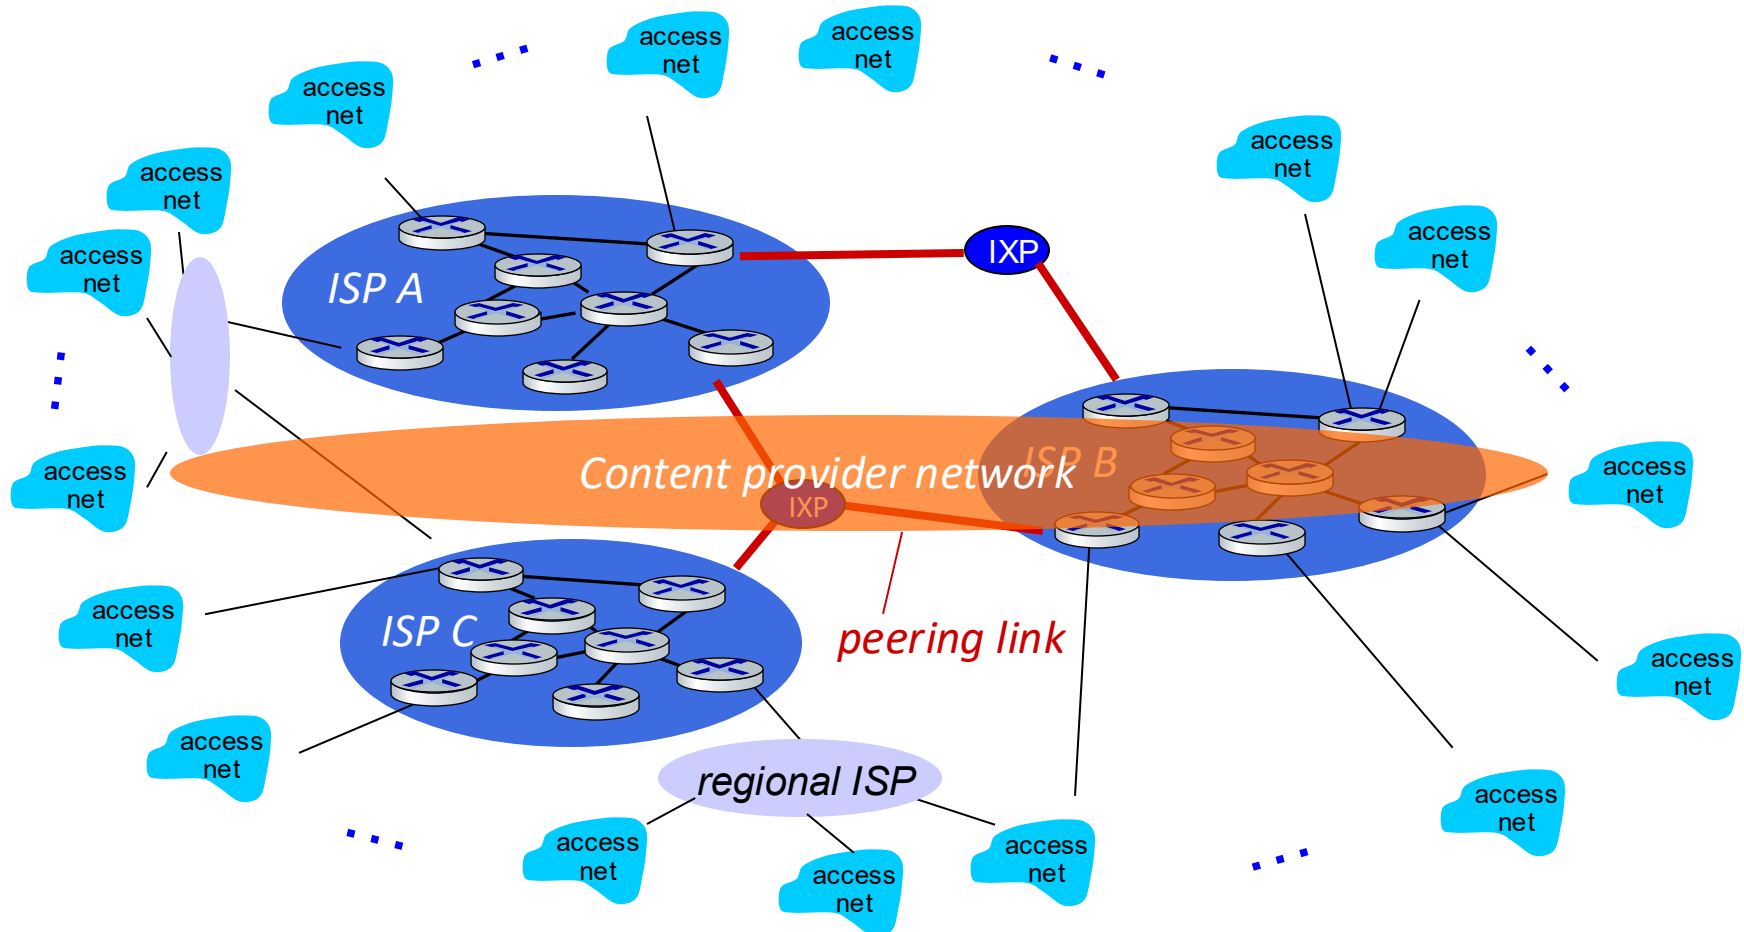 access
net
access
net
access
net
access
net
access
net
access
net
access
net
IXP
access
net
ISP A
ISP B
Content provider network
access
net
access
net
IXP
access
net
ISP C
peering link
access
net
access
net
regional ISP
access
net
access
net
access
net
access
net